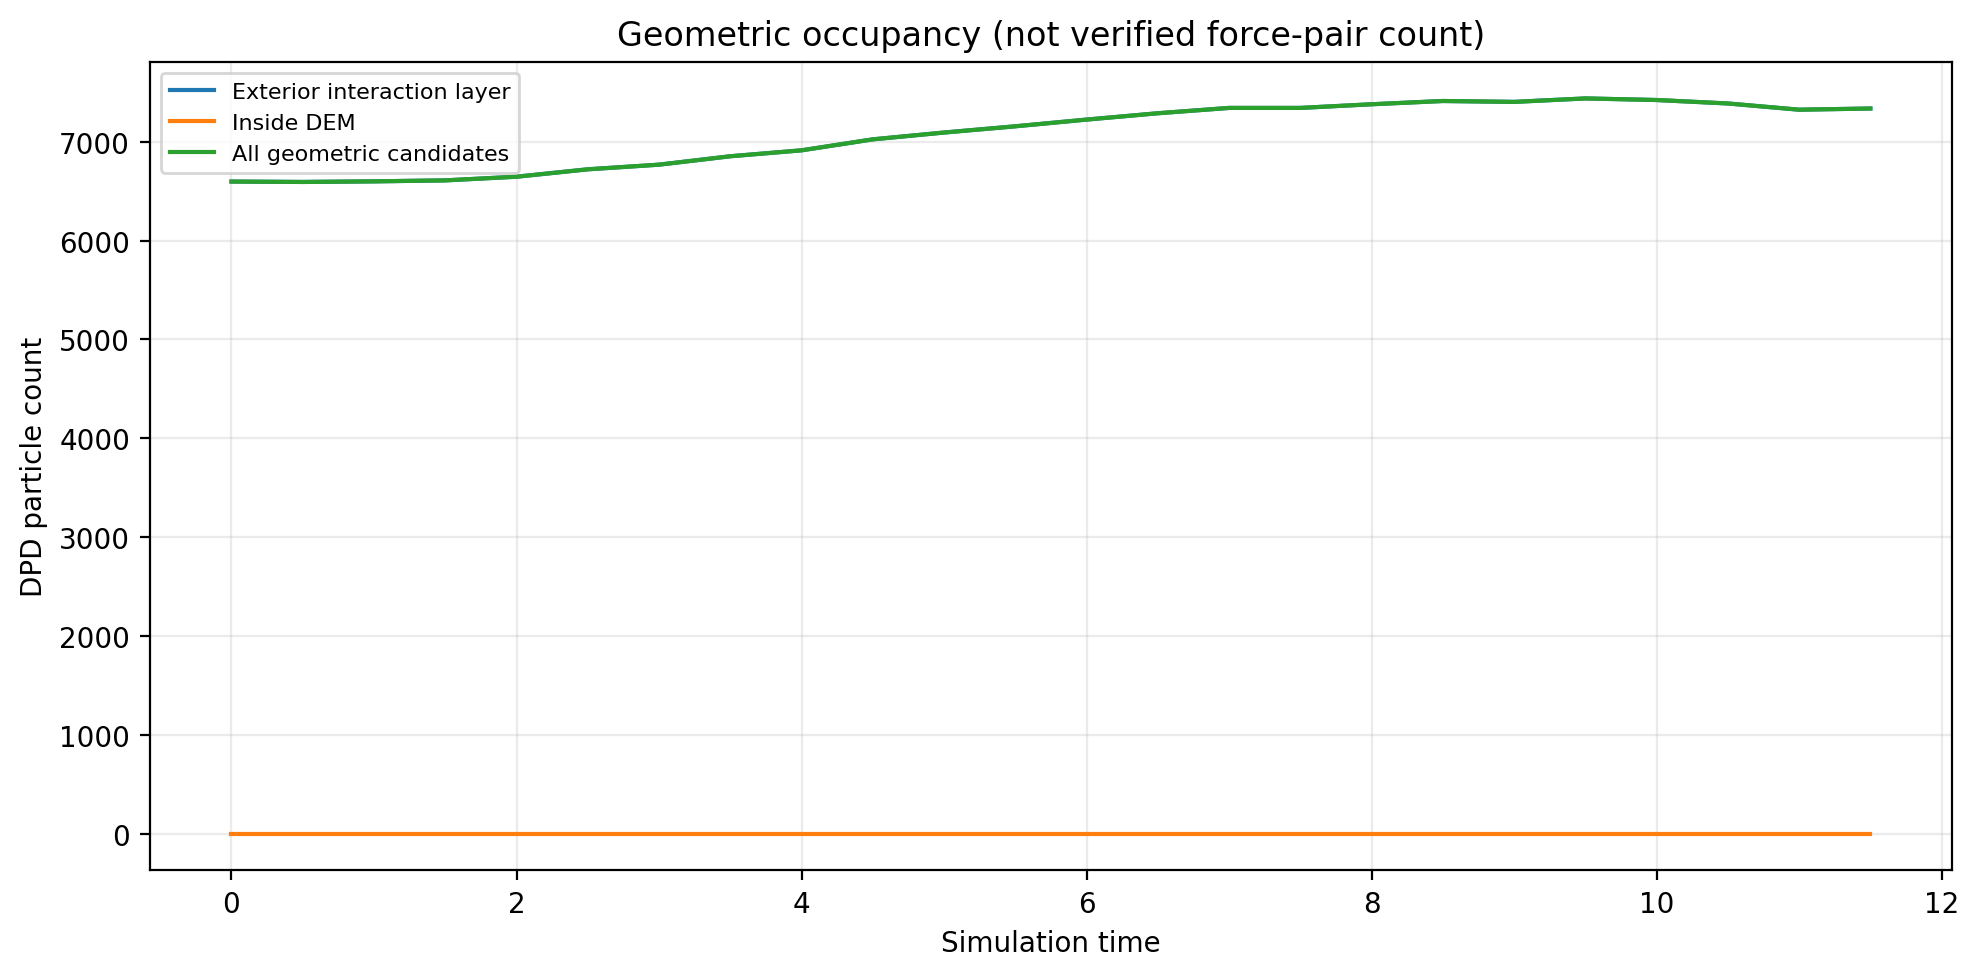 Geometric occupancy (not verified force-pair count)
Exterior interaction layer
Inside DEM
All geometric candidates
DPD particle count
7000
6000
5000
4000
3000
2000
1000
0
0 2 4 6 8 10 12
Simulation time